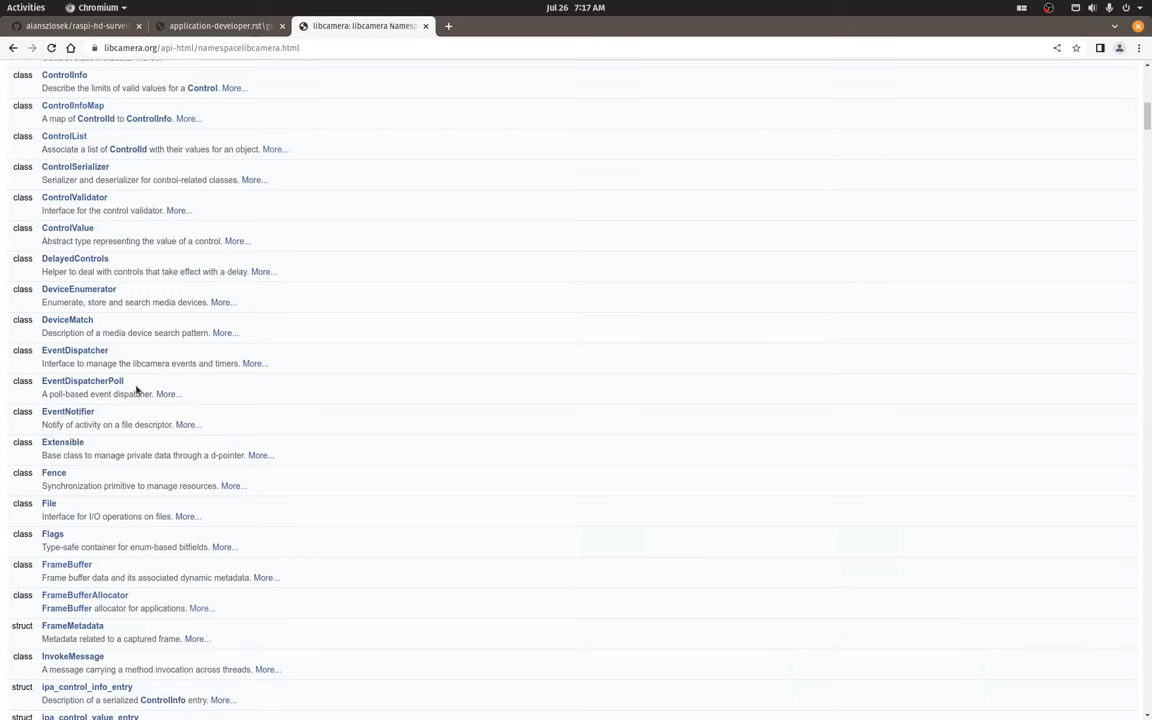 Activities
Chromium
Jul 26 7:17 AM
alanszlosek/raspi-hd-survei
application-developer.rst\gu
libcamera: libcamera Names
libcamera.org/api-html/namespacelibcamera.html
class ControlInfo
Describe the limits of valid values for a Control. More...
class ControlInfoMap
A map of ControlId to ControlInfo. More...
class ControlList
Associate a list of ControlId with their values for an object. More...
class ControlSerializer
Serializer and deserializer for control-related classes. More...
class ControlValidator
Interface for the control validator. More...
class ControlValue
Abstract type representing the value of a control. More...
class DelayedControls
Helper to deal with controls that take effect with a delay. More...
class DeviceEnumerator
Enumerate, store and search media devices. More...
class DeviceMatch
Description of a media device search pattern. More...
class EventDispatcher
Interface to manage the libcamera events and timers. More...
class EventDispatcherPoll
A poll-based event dispatcher. More...
class EventNotifier
Notify of activity on a file descriptor. More...
class Extensible
Base class to manage private data through a d-pointer. More...
class Fence
Synchronization primitive to manage resources. More...
class File
Interface for I/O operations on files. More...
class Flags
Type-safe container for enum-based bitfields. More...
class FrameBuffer
Frame buffer data and its associated dynamic metadata. More...
class FrameBufferAllocator
FrameBuffer allocator for applications. More...
struct FrameMetadata
Metadata related to a captured frame. More...
class InvokeMessage
A message carrying a method invocation across threads. More...
struct ipa_control_info_entry
Description of a serialized ControlInfo entry. More...
struct ipa_control_value_entry